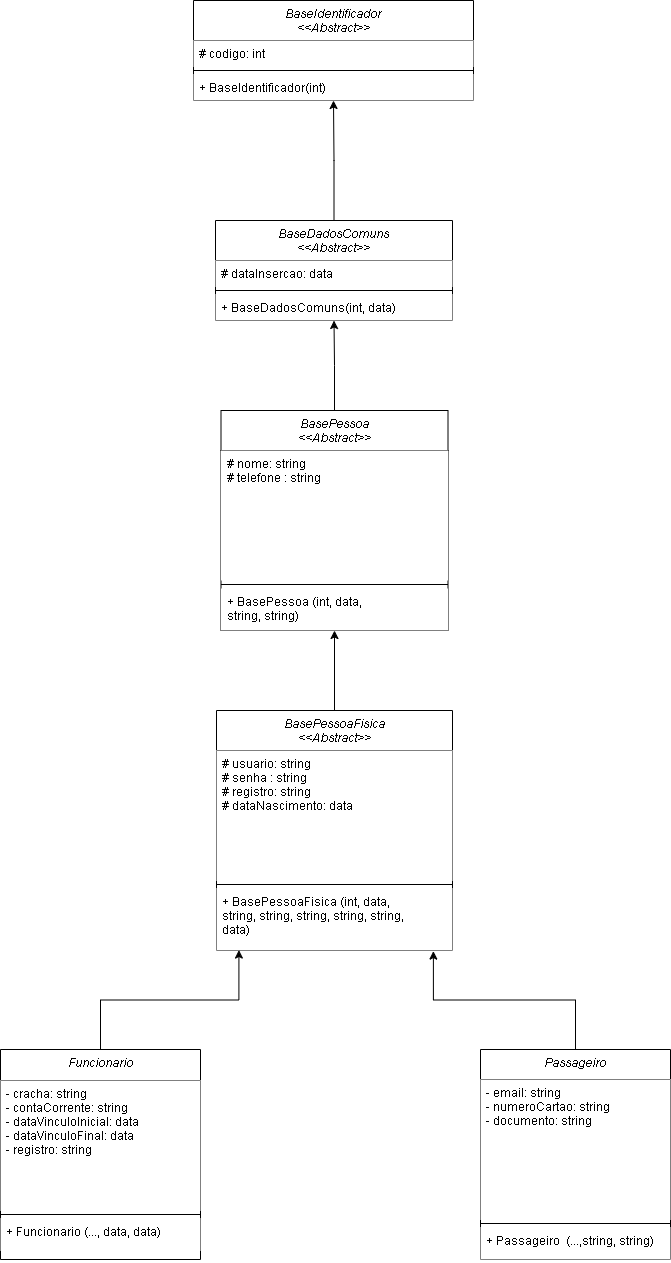 BaseIdentificador
<<Abstract>>
# codigo: int
+ BaseIdentificador(int)
BaseDadosComuns
<<Abstract>>
# dataInsercao: data
+ BaseDadosComuns(int, data)
BasePessoa
<<Abstract>>
# nome: string
# telefone : string
+ BasePessoa (int, data,
string, string)
BasePessoaFisica
<<Abstract>>
# usuario: string
# senha : string
# registro: string
# dataNascimento: data
+ BasePessoaFisica (int, data,
string, string, string, string, string,
data)
Funcionario
- cracha: string
- contaCorrente: string
- dataVinculoInicial: data
- dataVinculoFinal: data
- registro: string
+ Funcionario (..., data, data)
Passageiro
- email: string
- numeroCartao: string
- documento: string
+ Passageiro  (...,string, string)